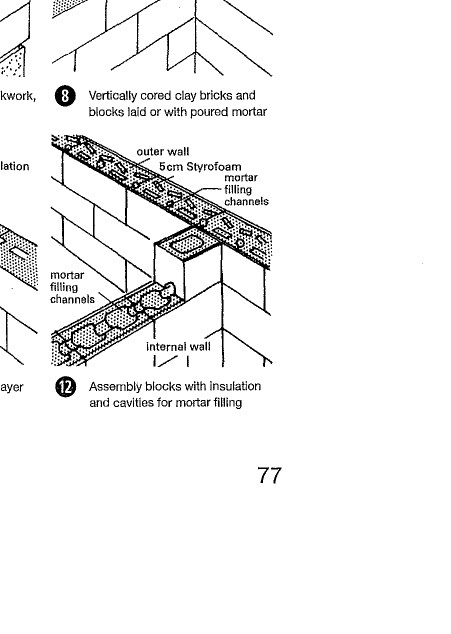 kwork,
8 Vertically cored clay bricks and
blocks laid or with poured mortar
lation
outer wall
5cm Styrofoam
mortar
filling
channels
mortar
filling
channels
internal wall
ayer
12 Assembly blocks with insulation
and cavities for mortar filling
77